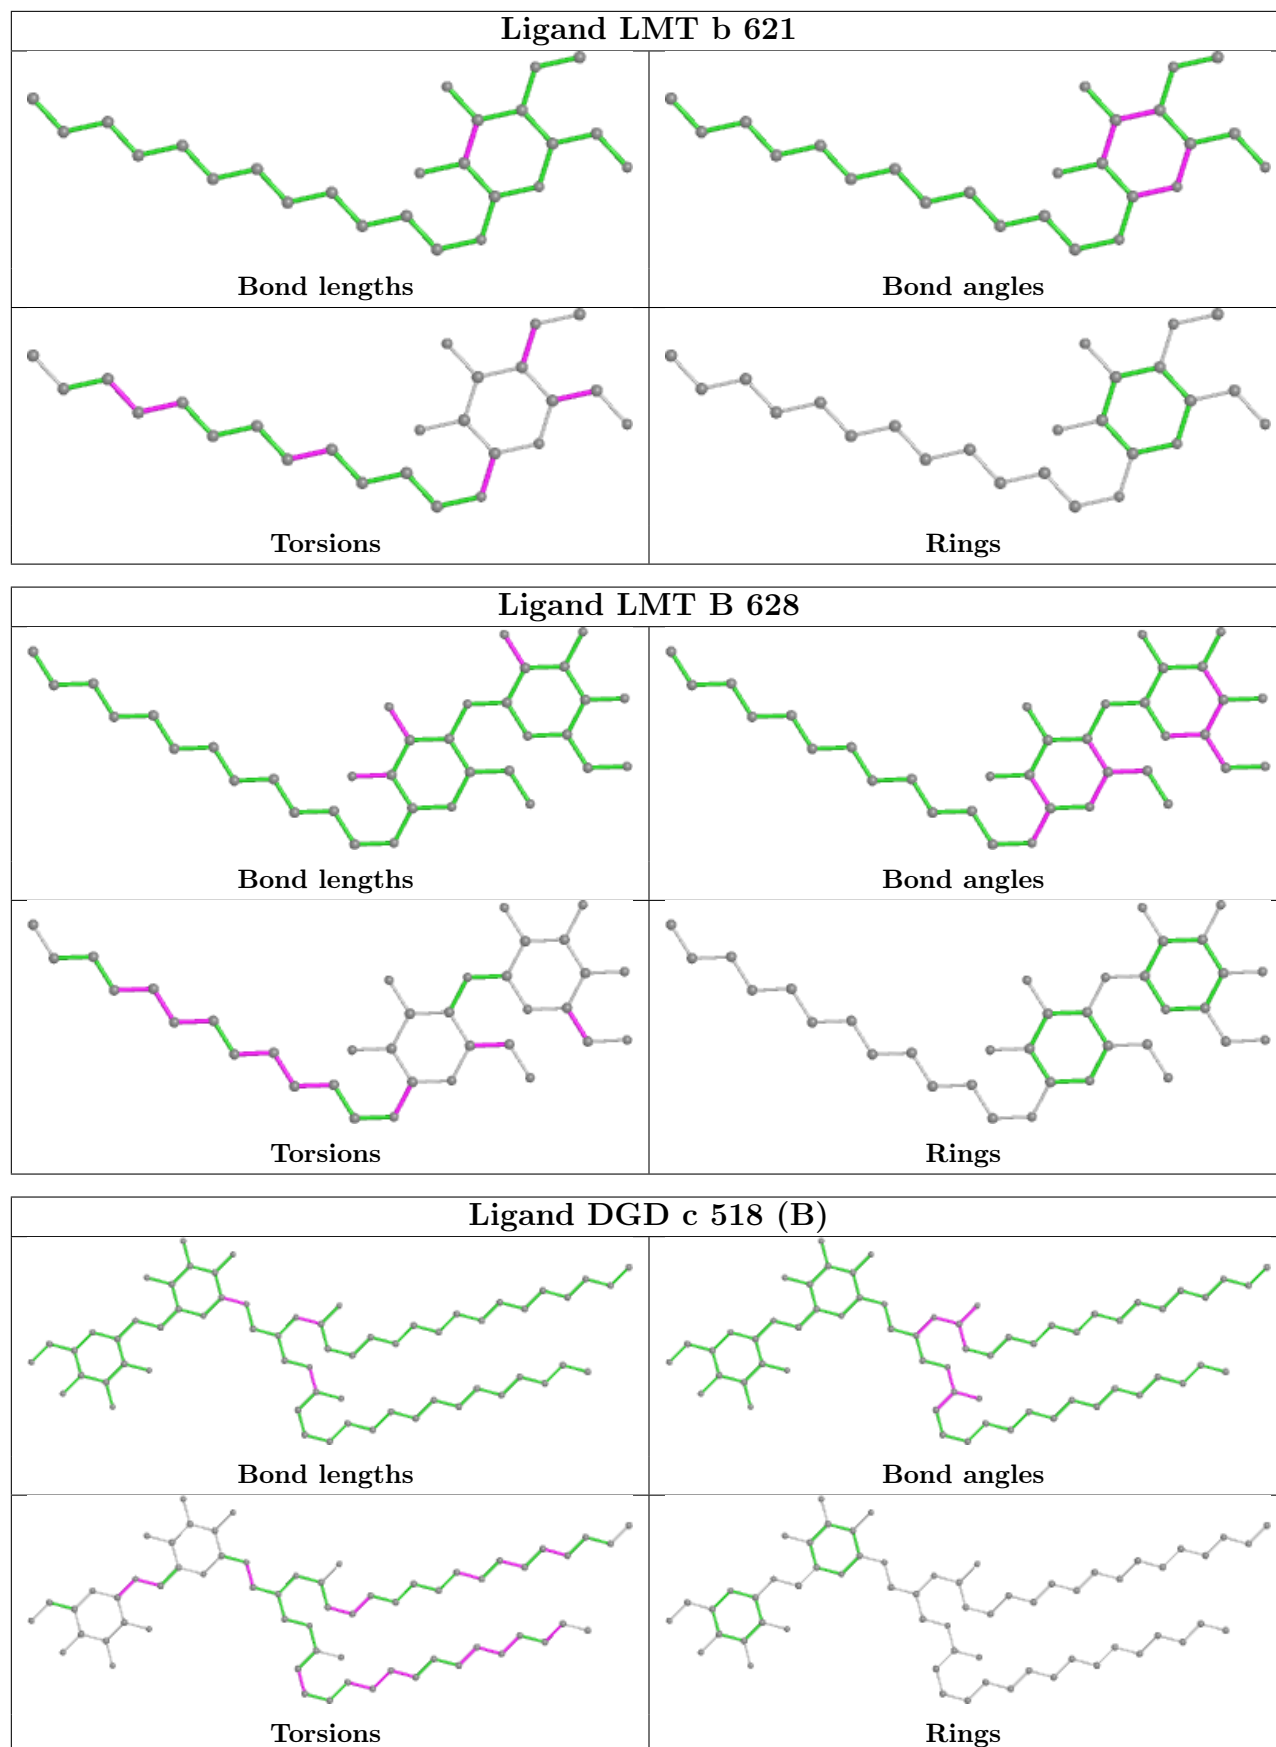 Ligand LMT b 621
Bond lengths
Bond angles
Torsions
Rings
Ligand LMT B 628
Bond lengths
Bond angles
Torsions
Rings
Ligand DGD c 518 (B)
Bond lengths
Bond angles
Torsions
Rings